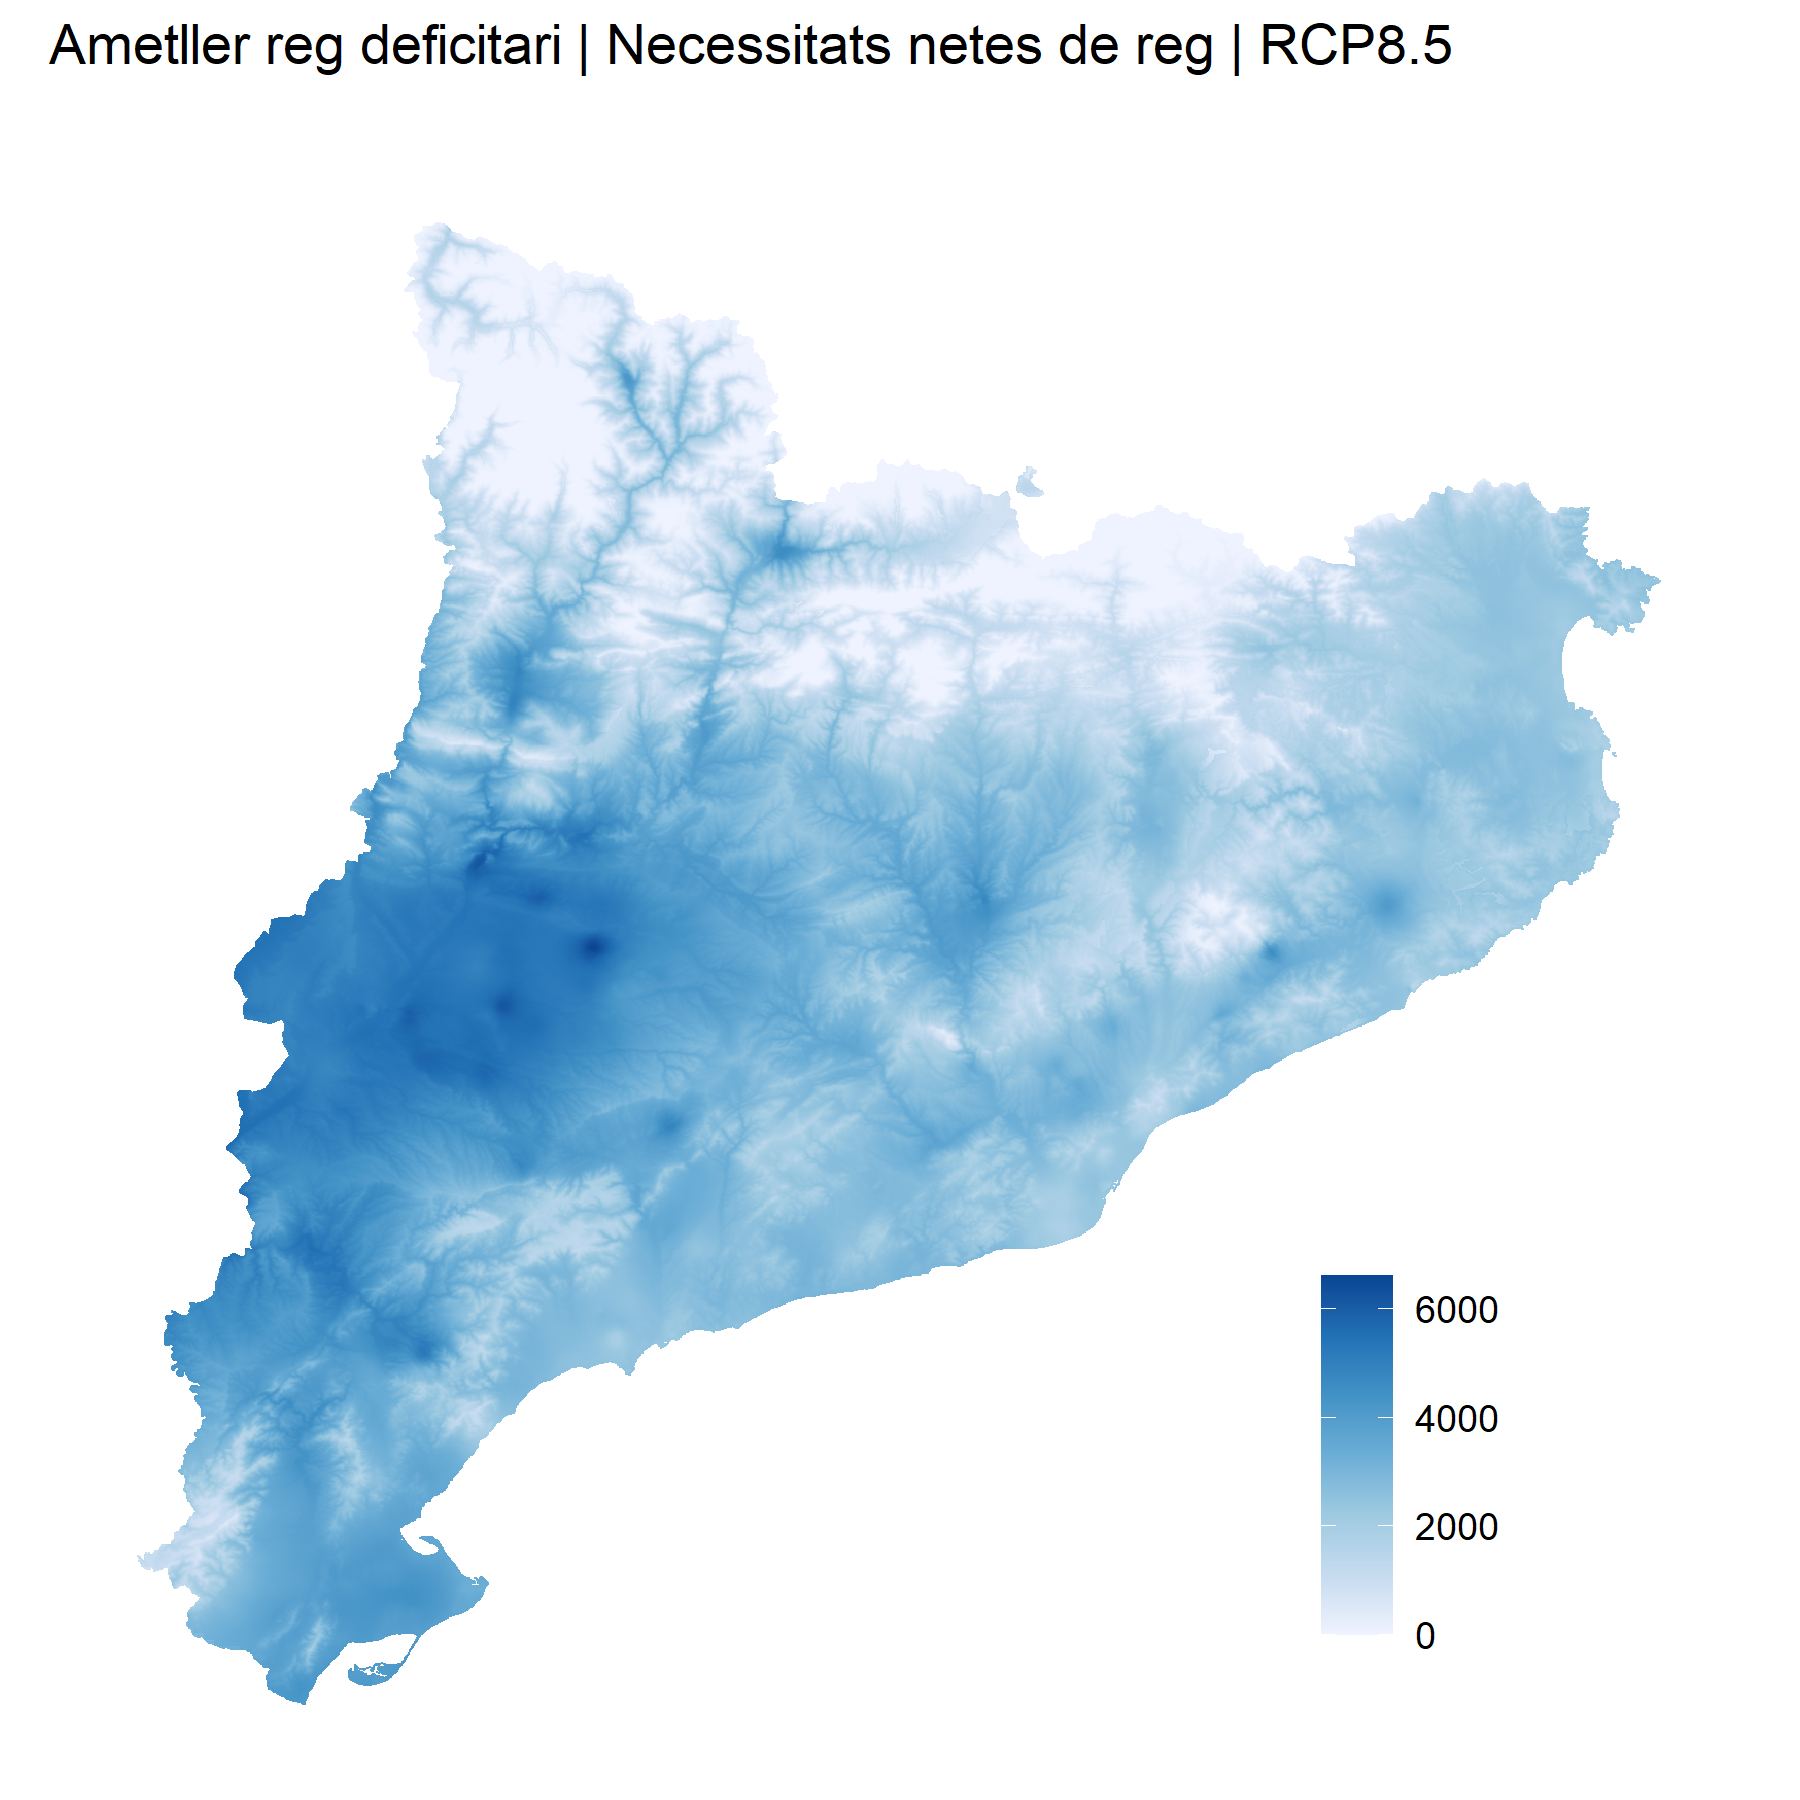 Ametller reg deficitari | Necessitats netes de reg | RCP8.5
6000
4000
2000
0